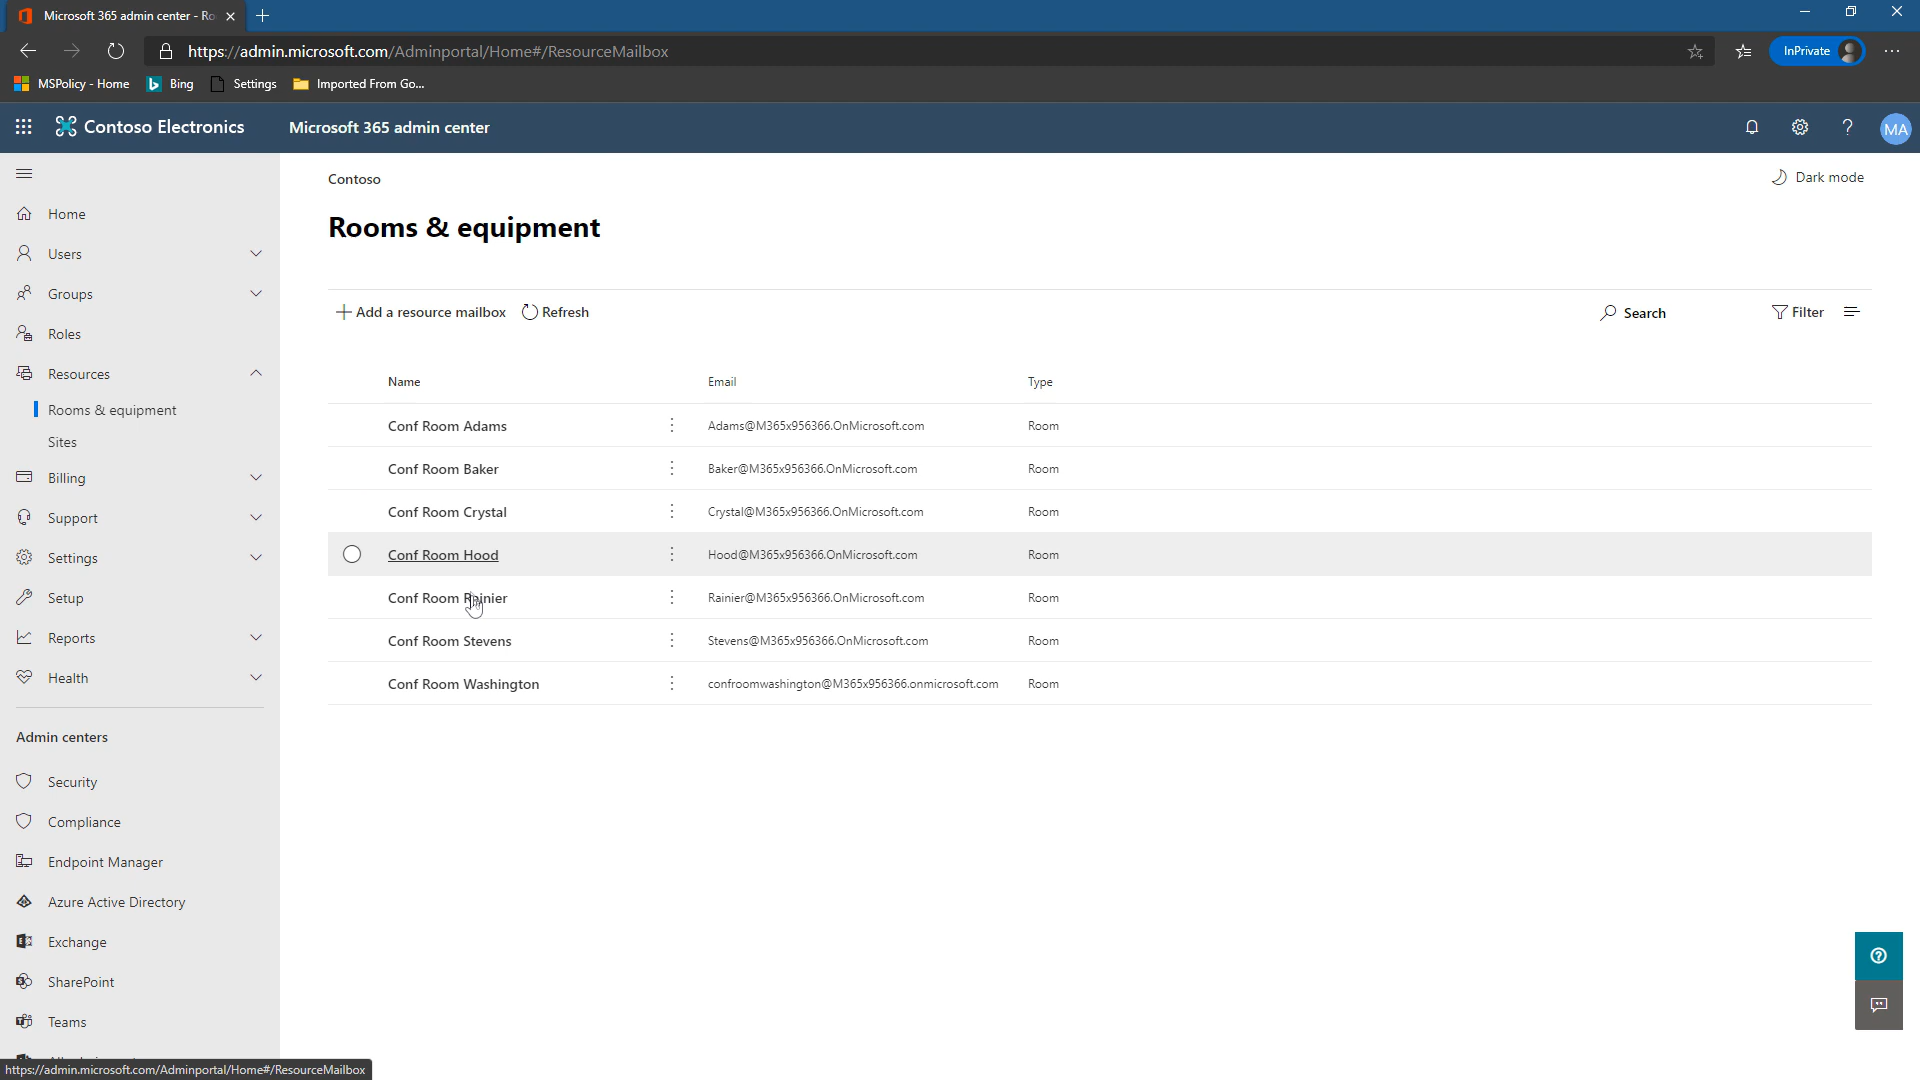 Microsoft 365 admin center - Ro
https://admin.microsoft.com/Adminportal/Home#/ResourceMailbox
InPrivate
MSPolicy - Home
Bing
Settings
Imported From Go...
Contoso Electronics
Microsoft 365 admin center
MA
Home
Users
Groups
Roles
Resources
Rooms & equipment
Sites
Billing
Support
Settings
Setup
Reports
Health
Admin centers
Security
Compliance
Endpoint Manager
Azure Active Directory
Exchange
SharePoint
Teams
Contoso
Dark mode
Rooms & equipment
Add a resource mailbox
Refresh
Search
Filter
Name Email Type
Conf Room Adams Adams@M365x956366.OnMicrosoft.com Room
Conf Room Baker Baker@M365x956366.OnMicrosoft.com Room
Conf Room Crystal Crystal@M365x956366.OnMicrosoft.com Room
Conf Room Hood Hood@M365x956366.OnMicrosoft.com Room
Conf Room Rainier Rainier@M365x956366.OnMicrosoft.com Room
Conf Room Stevens Stevens@M365x956366.OnMicrosoft.com Room
Conf Room Washington confroomwashington@M365x956366.onmicrosoft.com Room
https://admin.microsoft.com/Adminportal/Home#/ResourceMailbox